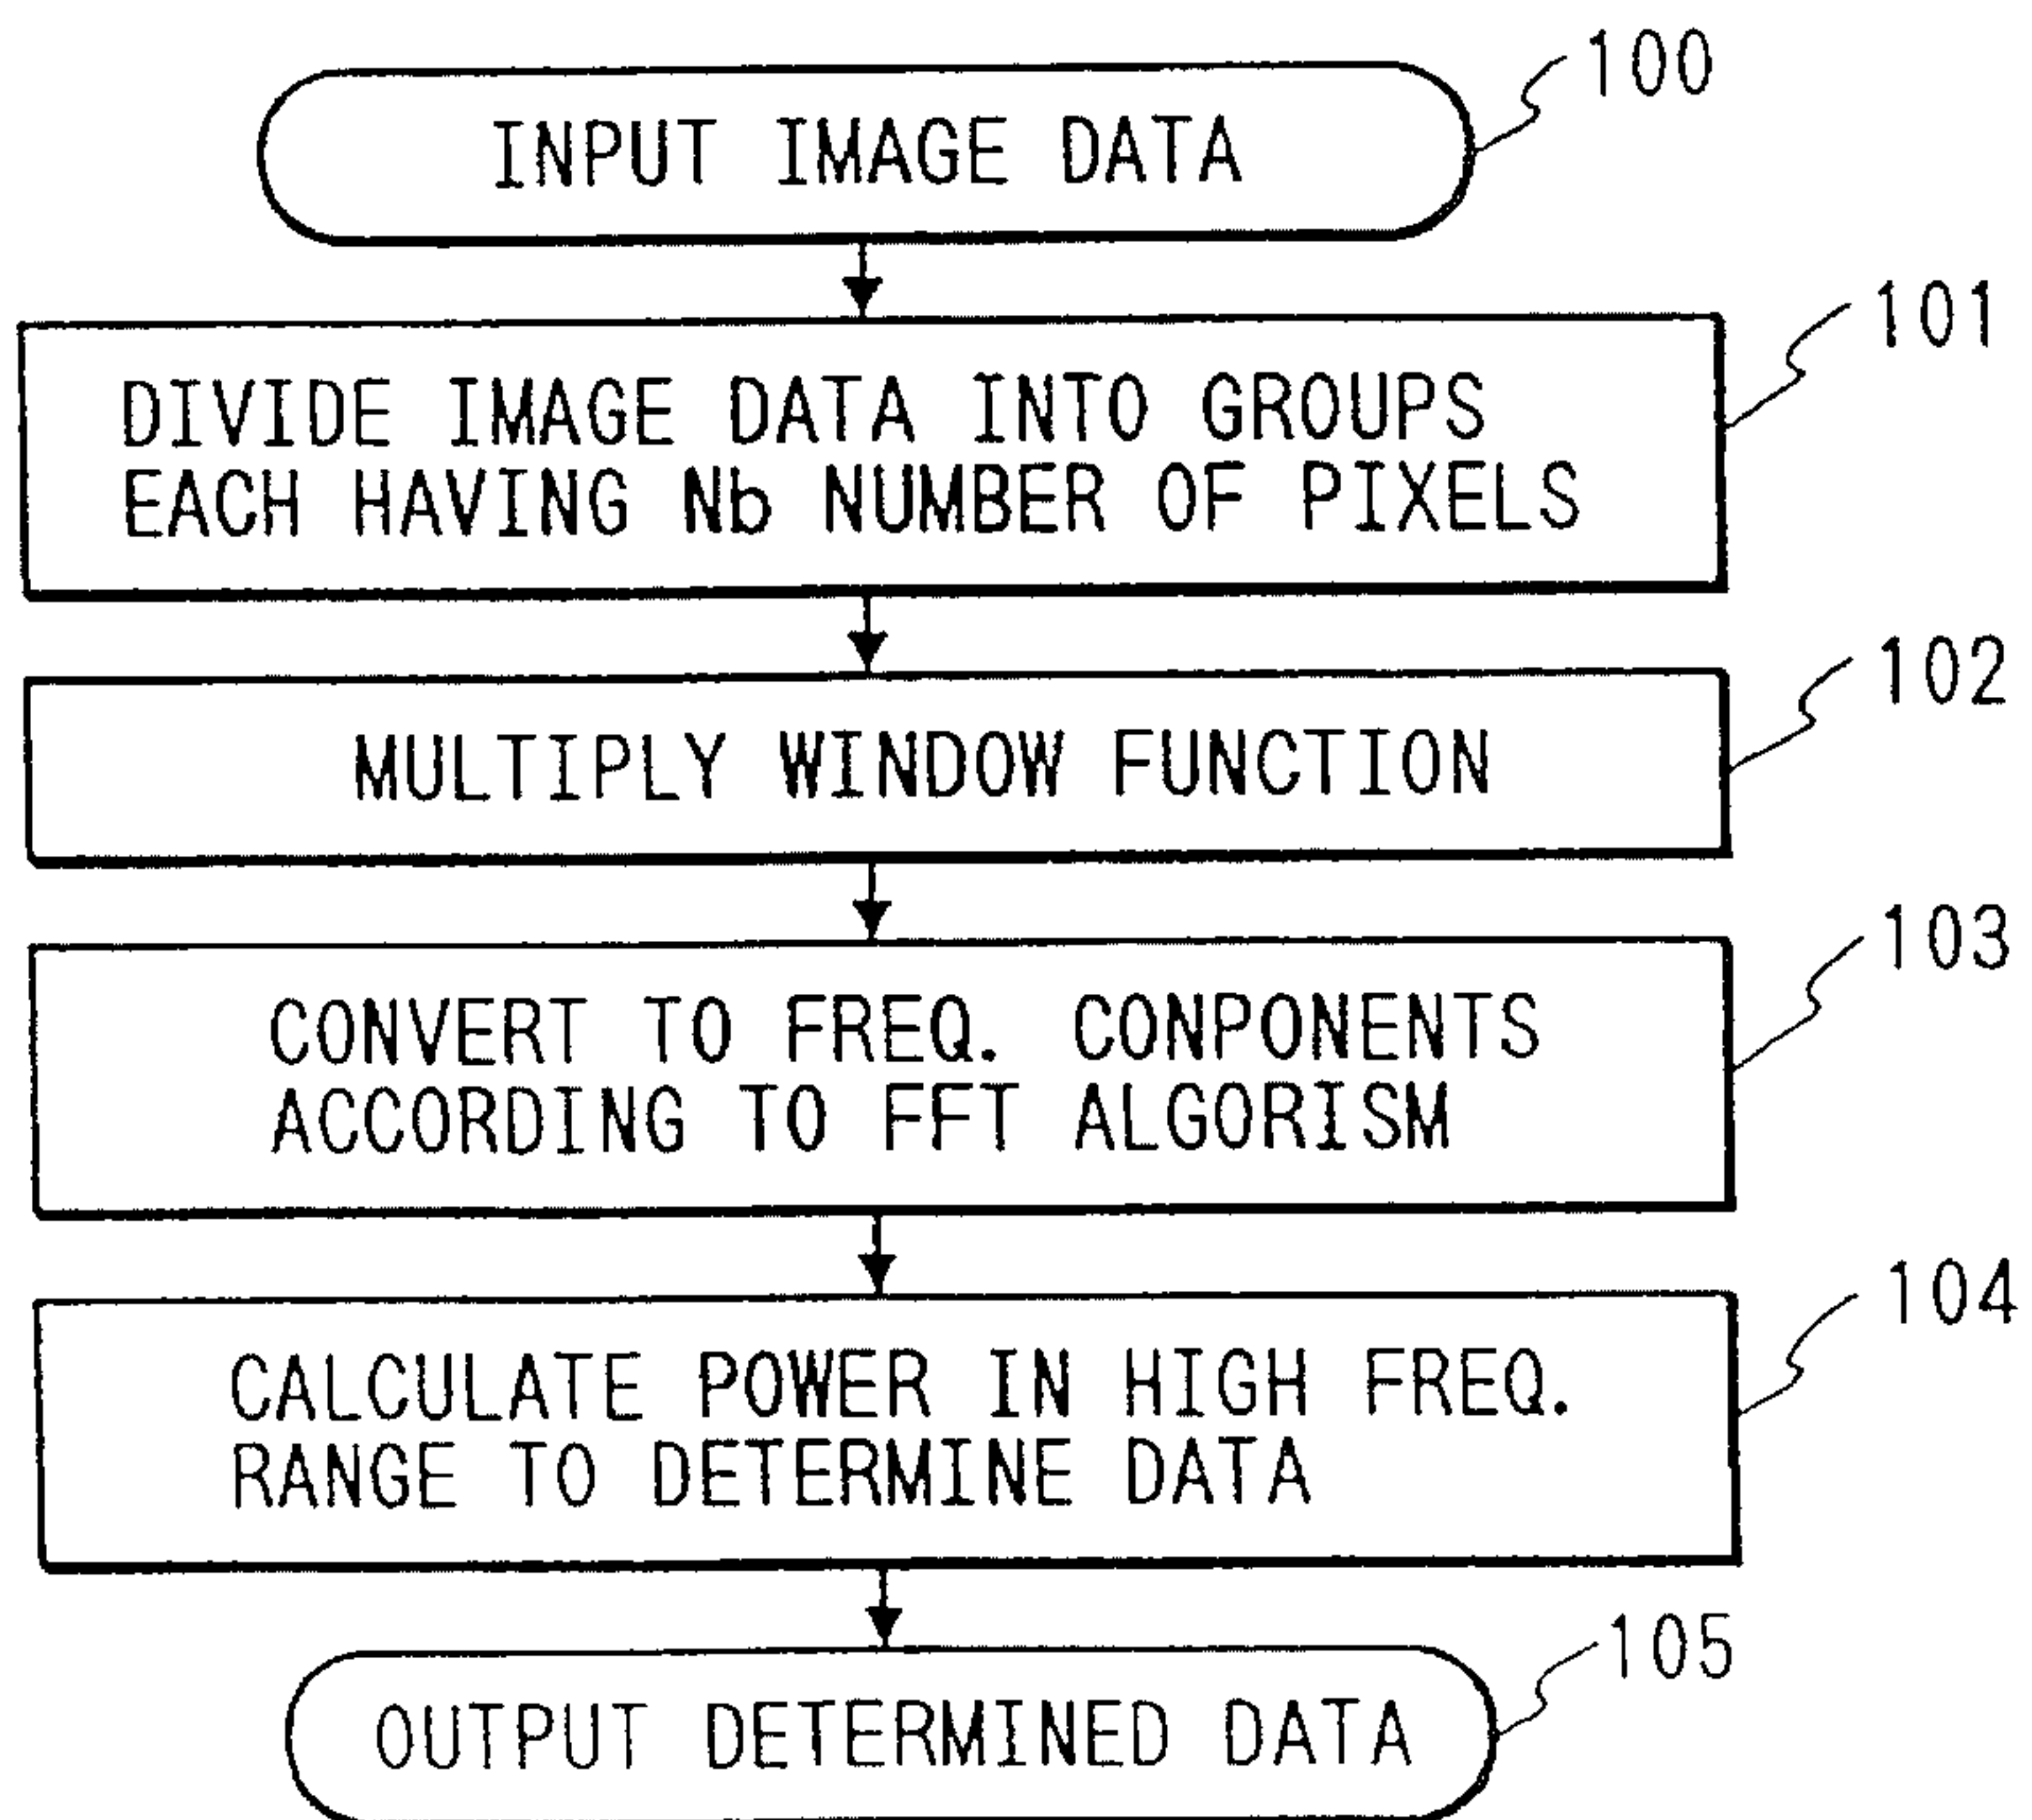 100
INPUT IMAGE DATA
101
DIVIDE IMAGE DATA INTO GROUPS
EACH HAVING Nb NUMBER OF PIXELS
102
MULTIPLY WINDOW FUNCTION
103
CONVERT TO FREQ. CONPONENTS
ACCORDING TO FFT ALGORISM
104
CALCULATE POWER IN HIGH FREQ.
RANGE TO DETERMINE DATA
105
OUTPUT DETERMINED DATA